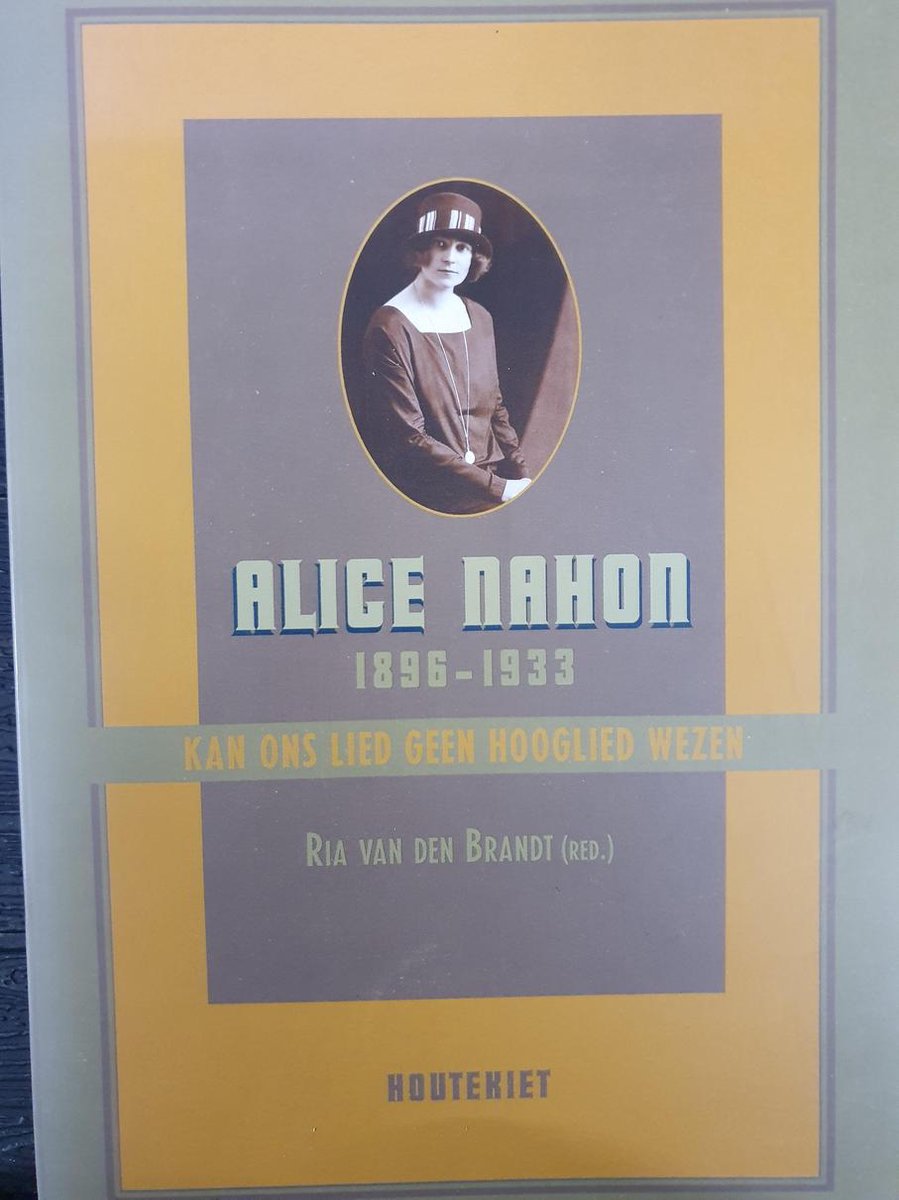 ALICE NAHON
1896-1933
KAN ONS LIED GEEN HOOGLIED WEZEN
RIA VAN DEN BRANDT (RED.)
HOUTEKIET